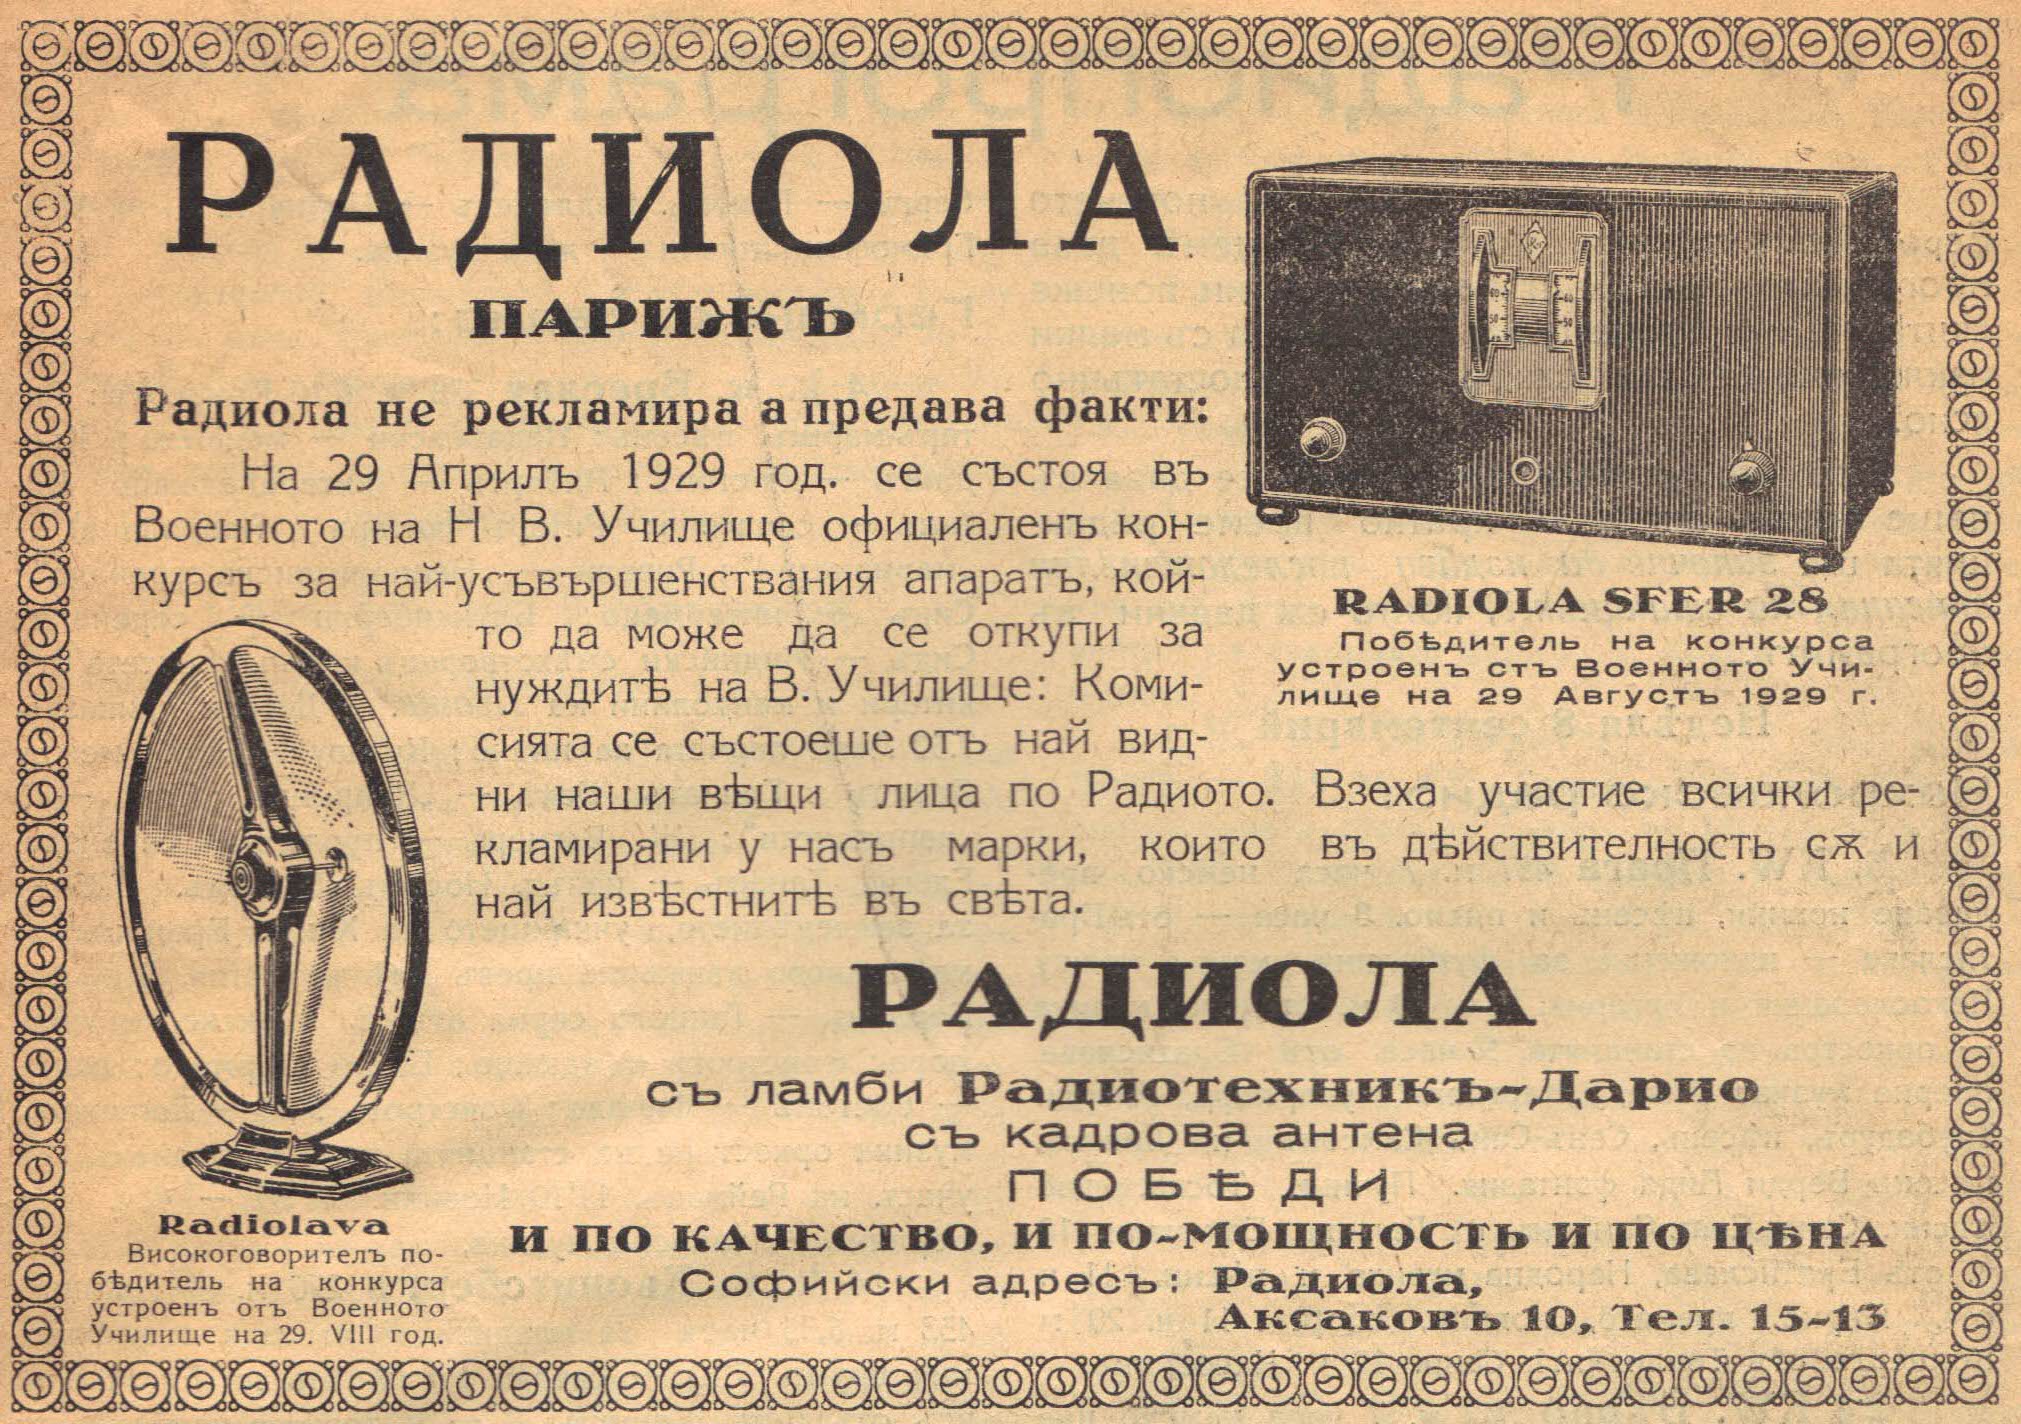 РАДИОЛА
ПАРИЖЪ
Радиола не рекламира а предава факти:
На 29 Априлъ 1929 год. се състоя въ
Военното на Н В. Училище официаленъ кон-
курсъ за най-усъвършенствания апаратъ, кой-
то да може да се откупи за
нуждитѣ на В. Училище: Коми-
сията се състоеше отъ най вид-
ни наши вѣщи лица по Радиото. Взеха участие всички ре-
кламирани у насъ марки, които въ дѣйствителность сѫ и
най извѣстнитѣ въ свѣта.
RADIOLA SFER 28
Побѣдитель на конкурса
устроенъ стъ Военното Учи-
лище на 29 Августъ 1929 г.
РАДИОЛА
съ ламби Радиотехникъ-Дарио
съ кадрова антена
ПОБѢДИ
И ПО КАЧЕСТВО, И ПО-МОЩНОСТЬ И ПО ЦѢНА
Софийски адресъ: Радиола,
Аксаковъ 10, Тел. 15-13
Radiolava
Високоговорителъ по-
бѣдитель на конкурса
устроенъ отъ Военното
Училище на 29. VIII год.